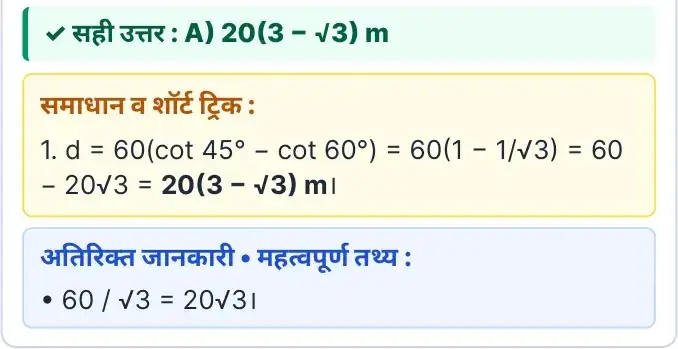 ✓ सही उत्तर : A) 20(3 − √3) m
समाधान व शॉर्ट ट्रिक :
1. d = 60(cot 45° − cot 60°) = 60(1 − 1/√3) = 60
− 20√3 = 20(3 − √3) m।
अतिरिक्त जानकारी • महत्वपूर्ण तथ्य :
• 60 / √3 = 20√3।